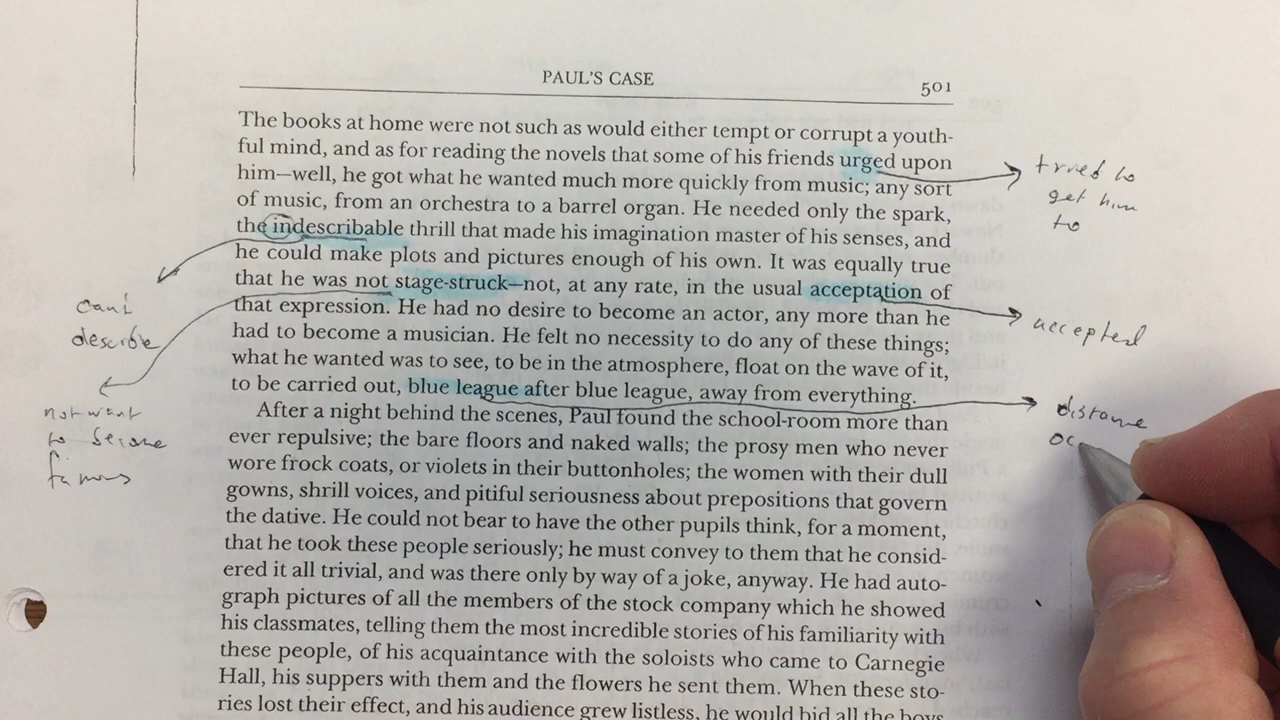 PAUL'S CASE
501
The books at home were not such as would either tempt or corrupt a youth-
ful mind, and as for reading the novels that some of his friends urged upon
him—well, he got what he wanted much more quickly from music; any sort
of music, from an orchestra to a barrel organ. He needed only the spark,
the indescribable thrill that made his imagination master of his senses, and
he could make plots and pictures enough of his own. It was equally true
that he was not stage-struck—not, at any rate, in the usual acceptation of
that expression. He had no desire to become an actor, any more than he
had to become a musician. He felt no necessity to do any of these things;
what he wanted was to see, to be in the atmosphere, float on the wave of it,
to be carried out, blue league after blue league, away from everything.
After a night behind the scenes, Paul found the school-room more than
ever repulsive; the bare floors and naked walls; the prosy men who never
wore frock coats, or violets in their buttonholes; the women with their dull
gowns, shrill voices, and pitiful seriousness about prepositions that govern
the dative. He could not bear to have the other pupils think, for a moment,
that he took these people seriously; he must convey to them that he consid-
ered it all trivial, and was there only by way of a joke, anyway. He had auto-
graph pictures of all the members of the stock company which he showed
his classmates, telling them the most incredible stories of his familiarity with
these people, of his acquaintance with the soloists who came to Carnegie
Hall, his suppers with them and the flowers he sent them. When these sto-
ries lost their effect, and his audience grew listless, he would bid all the boys
can't
describe
not want
to
famous
tried to
get him
to
accepted
distance
oc